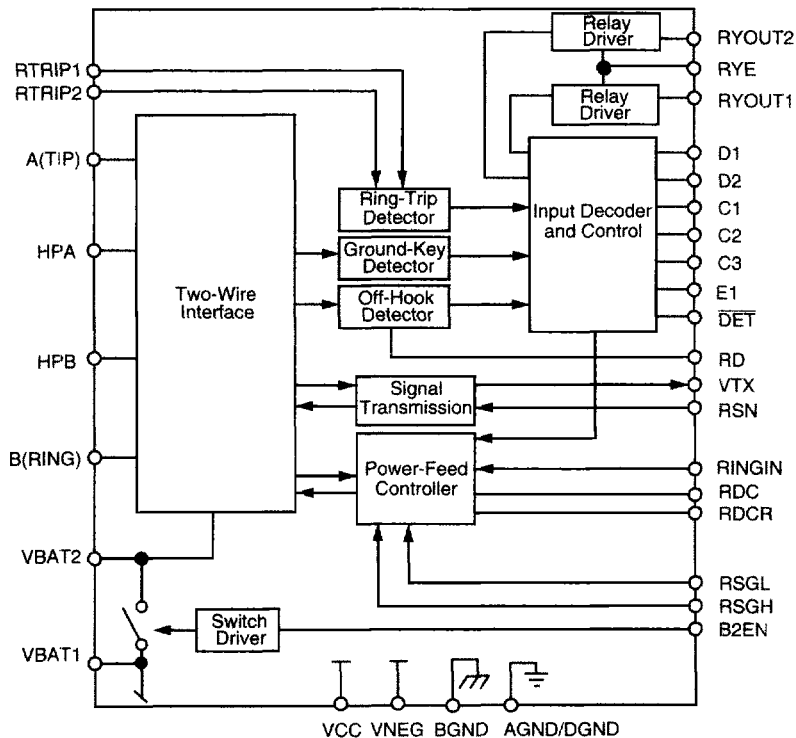 Relay
Driver
RYOUT2
RYE
RTRIP1
RTRIP2
Relay
Driver
RYOUT1
A(TIP)
D1
D2
C1
C2
C3
E1
DET
Ring-Trip
Detector
Input Decoder
and Control
HPA
Ground-Key
Detector
Two-Wire
Interface
Off-Hook
Detector
HPB
RD
VTX
RSN
Signal
Transmission
B(RING)
Power-Feed
Controller
RINGIN
RDC
RDCR
VBAT2
RSGL
RSGH
B2EN
Switch
Driver
VBAT1
VCC VNEG BGND AGND/DGND